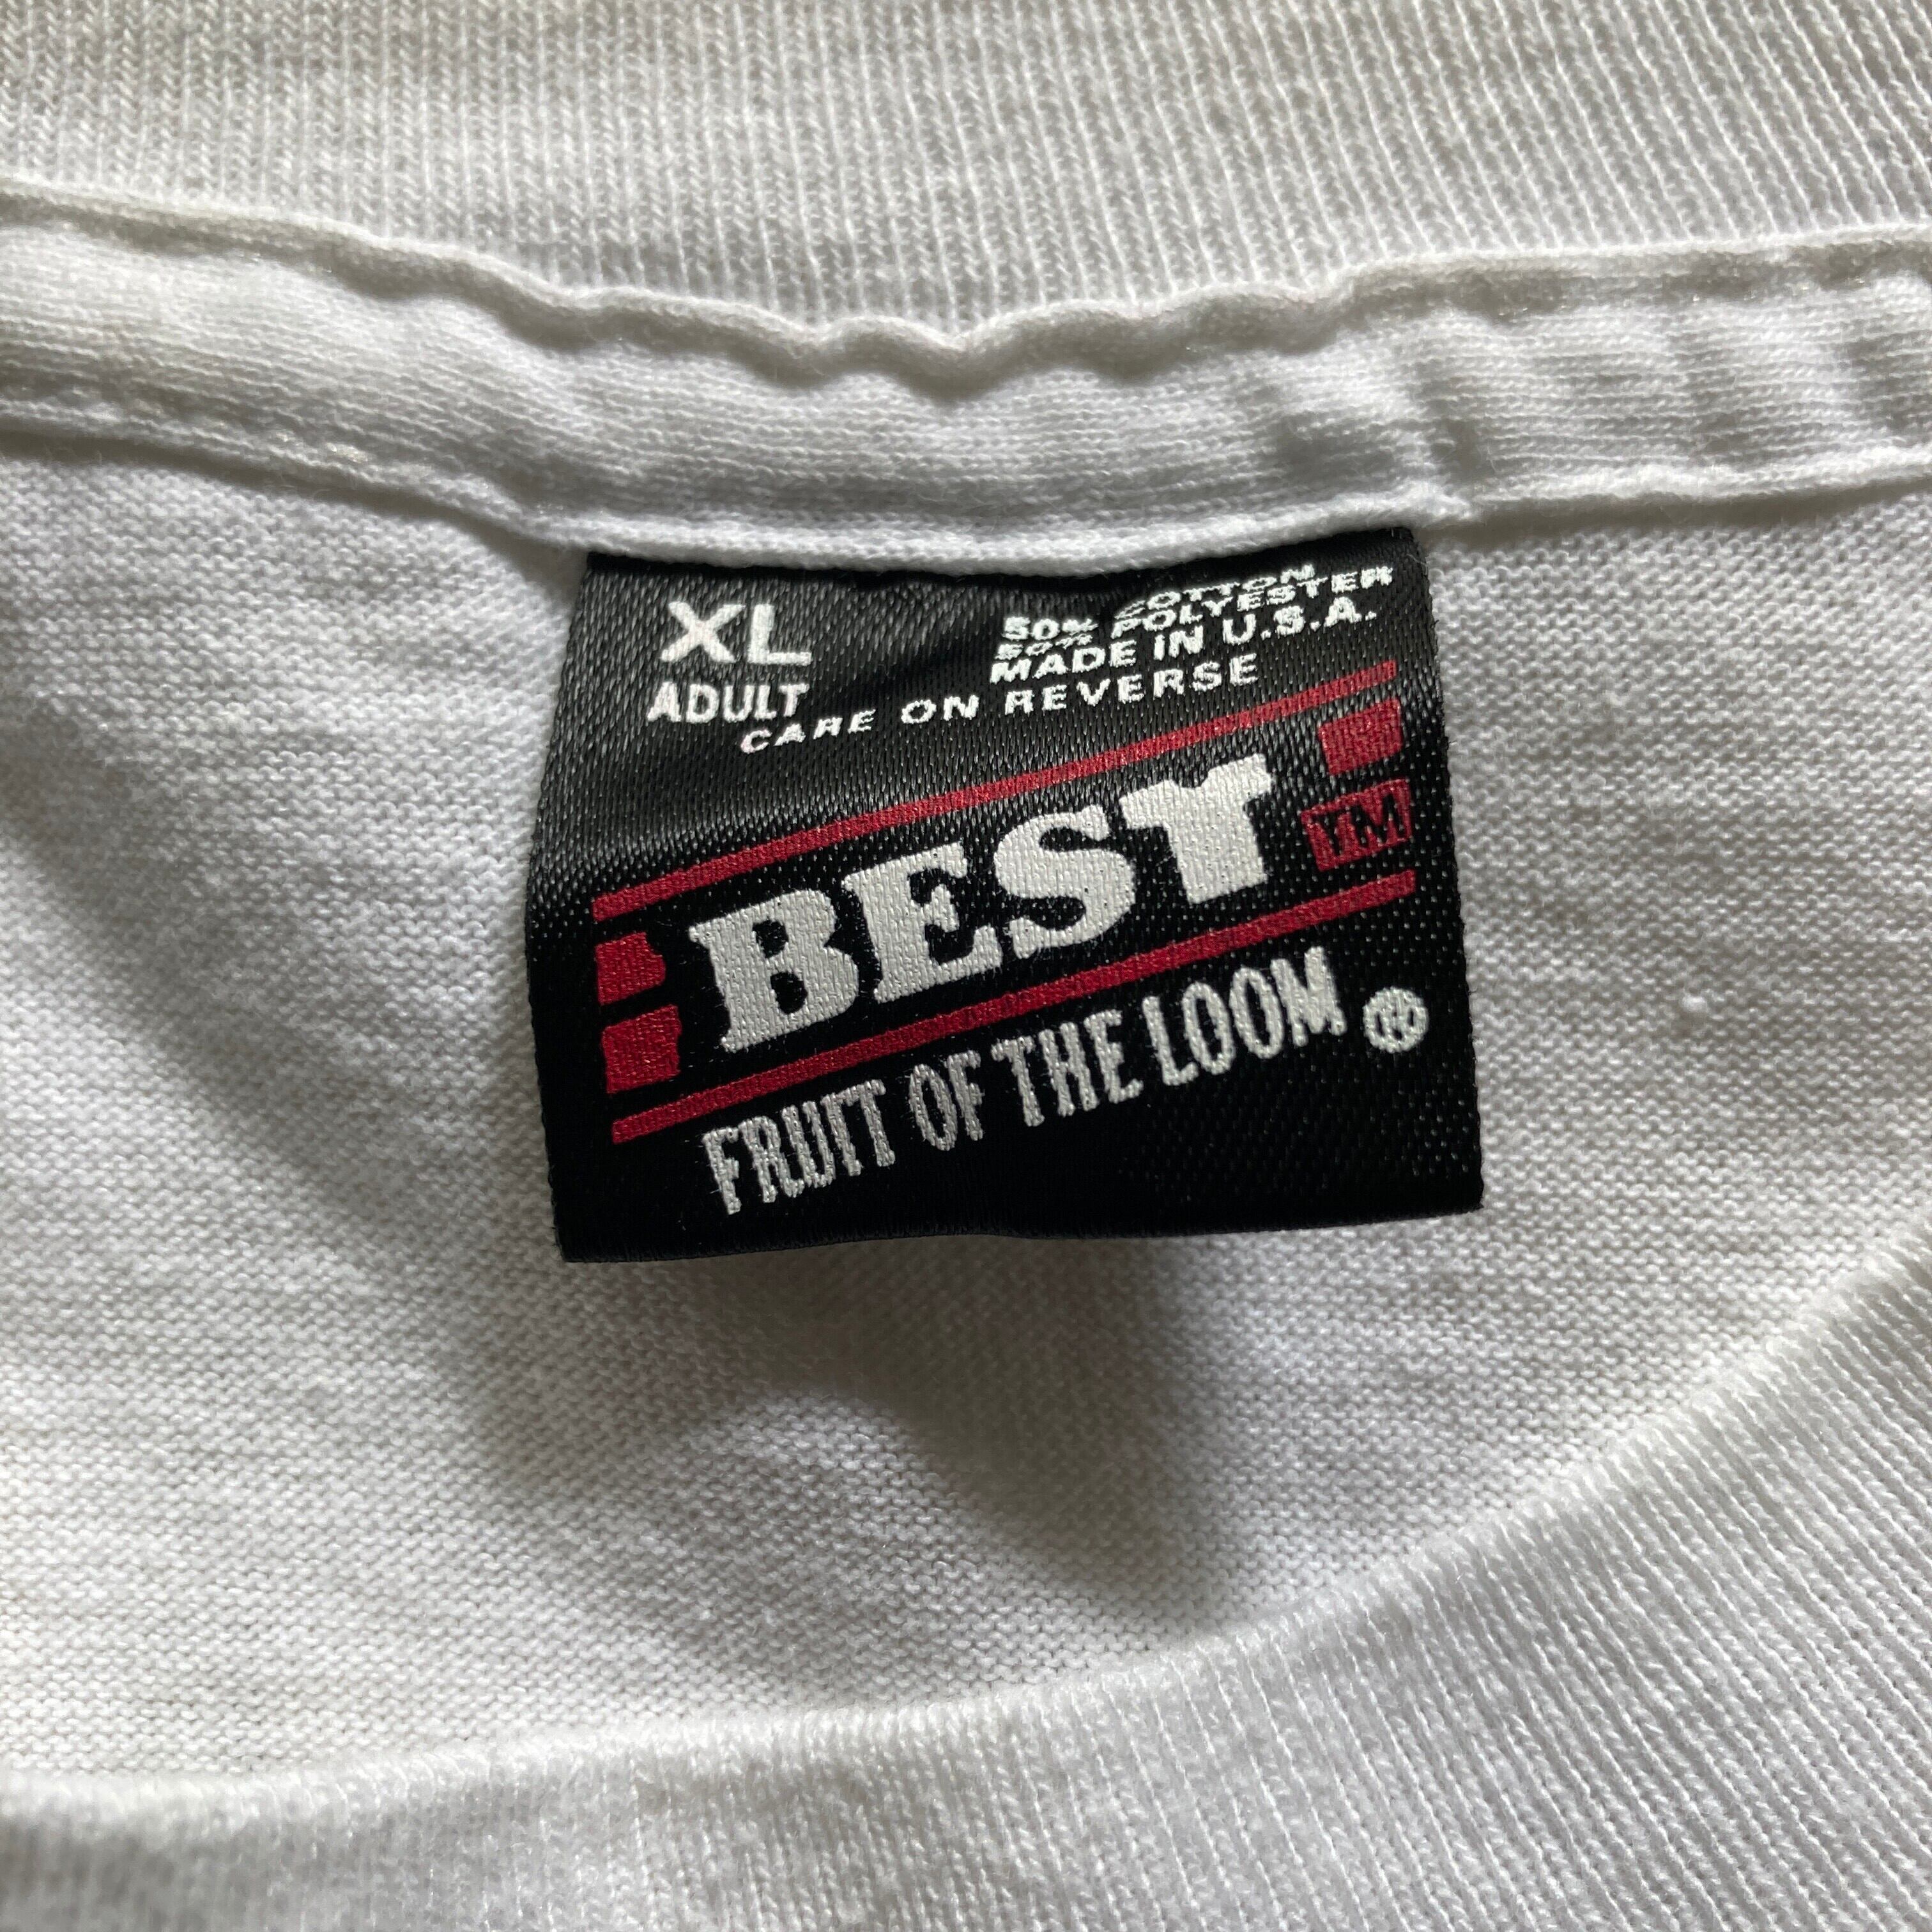 XL
ADULT
50% COTTON
50% POLYESTER
MADE IN U.S.A.
CARE ON REVERSE
BEST
TM
FRUIT OF THE LOOM ®